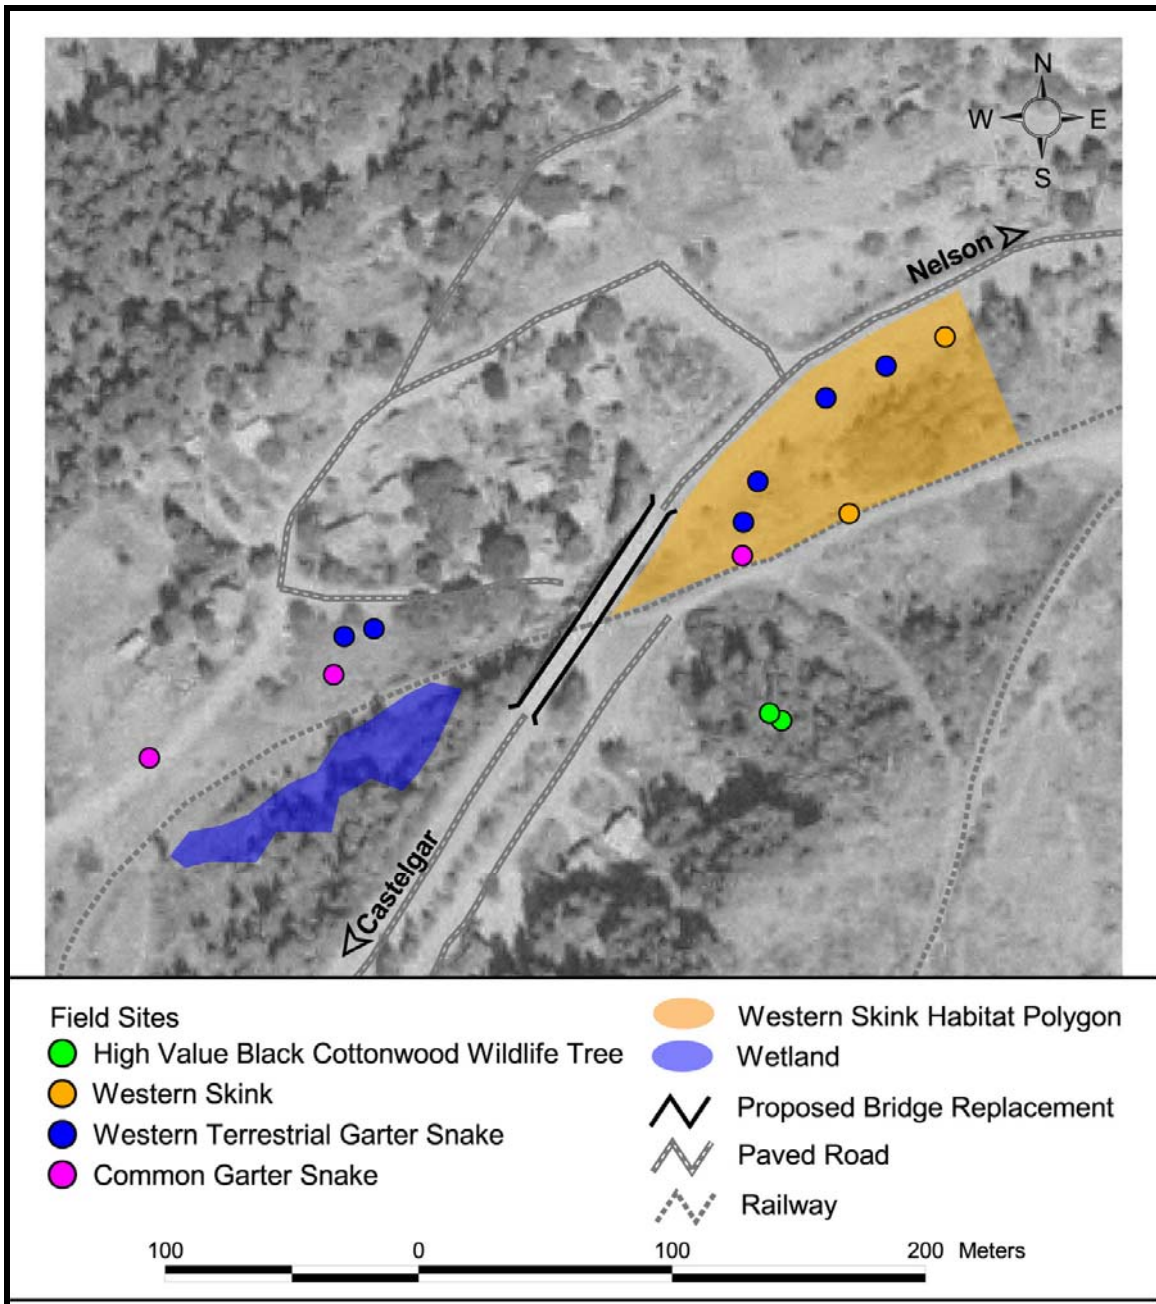 N
W E
S
Nelson
Castelgar
Field Sites
High Value Black Cottonwood Wildlife Tree
Western Skink
Western Terrestrial Garter Snake
Common Garter Snake
Western Skink Habitat Polygon
Wetland
Proposed Bridge Replacement
Paved Road
Railway
100 0 100 200 Meters